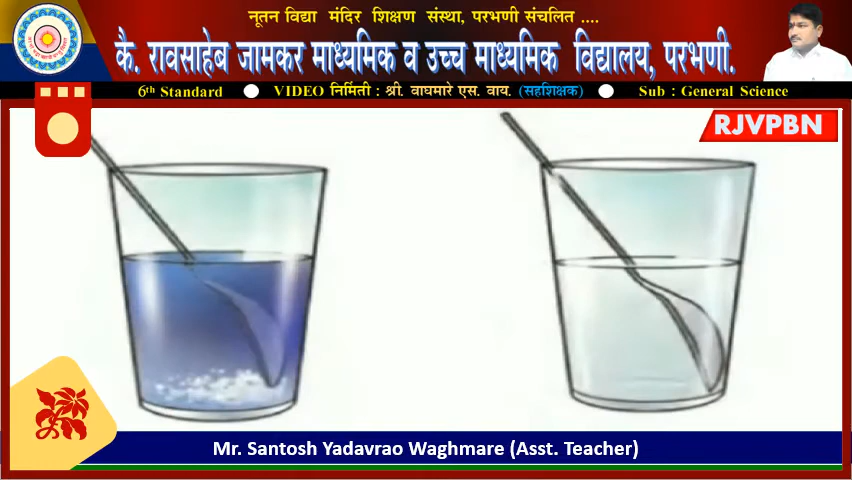 नूतन विद्या मंदिर शिक्षण संस्था, परभणी संचलित ....
कै. रावसाहेब जामकर माध्यमिक व उच्च माध्यमिक विद्यालय, परभणी.
6th Standard VIDEO निर्मिती : श्री. वाघमारे एस. वाय. (सहशिक्षक) Sub : General Science
RJVPBN
Mr. Santosh Yadavrao Waghmare (Asst. Teacher)